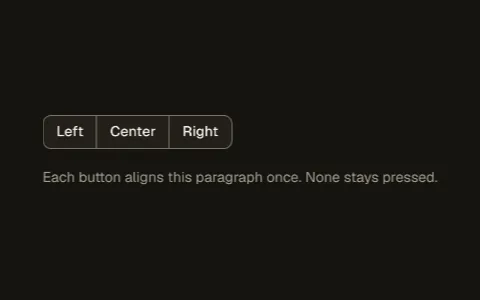 Left Center Right
Each button aligns this paragraph once. None stays pressed.